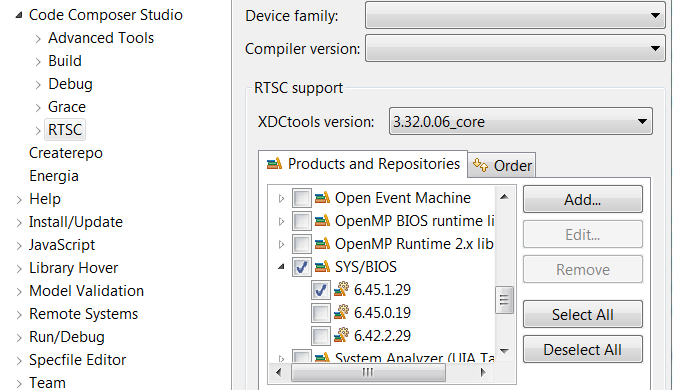 Code Composer Studio
Advanced Tools
Build
Debug
Grace
RTSC
Createrepo
Energia
Help
Install/Update
JavaScript
Library Hover
Model Validation
Remote Systems
Run/Debug
Specfile Editor
Team
Device family:
Compiler version:
RTSC support
XDCtools version: 3.32.0.06_core
Products and Repositories
Order
Open Event Machine
OpenMP BIOS runtime li
OpenMP Runtime 2.x lib
SYS/BIOS
6.45.1.29
6.45.0.19
6.42.2.29
System Analyzer (UIA Ta
Add...
Edit...
Remove
Select All
Deselect All